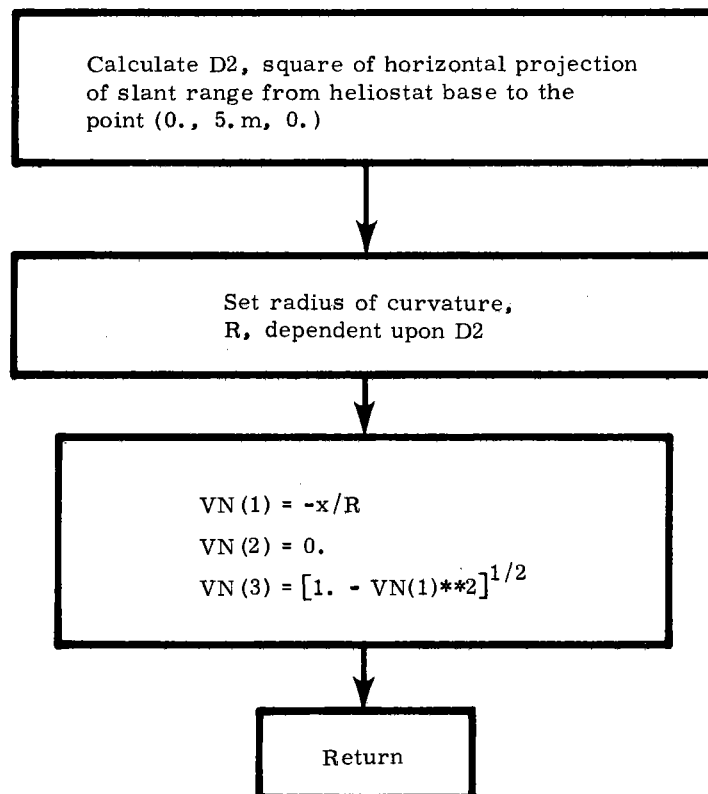 Calculate D2, square of horizontal projection
of slant range from heliostat base to the
point (0., 5. m, 0.)
Set radius of curvature,
R, dependent upon D2
VN(1) = -x/R
VN(2) = 0.
VN(3) = [1. - VN(1)**2]^1/2
Return